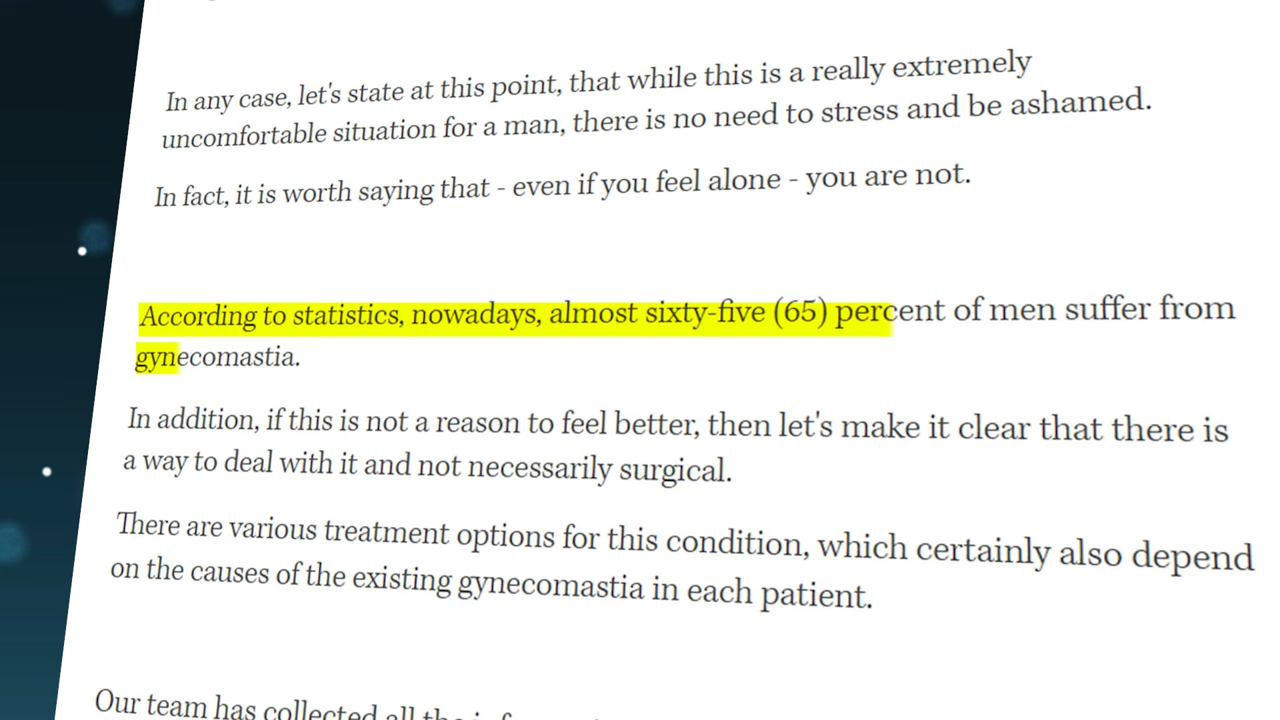 In any case, let's state at this point, that while this is a really extremely
uncomfortable situation for a man, there is no need to stress and be ashamed.
In fact, it is worth saying that - even if you feel alone - you are not.
According to statistics, nowadays, almost sixty-five (65) percent of men suffer from
gynecomastia.
In addition, if this is not a reason to feel better, then let's make it clear that there is
a way to deal with it and not necessarily surgical.
There are various treatment options for this condition, which certainly also depend
on the causes of the existing gynecomastia in each patient.
Our team has collected all the